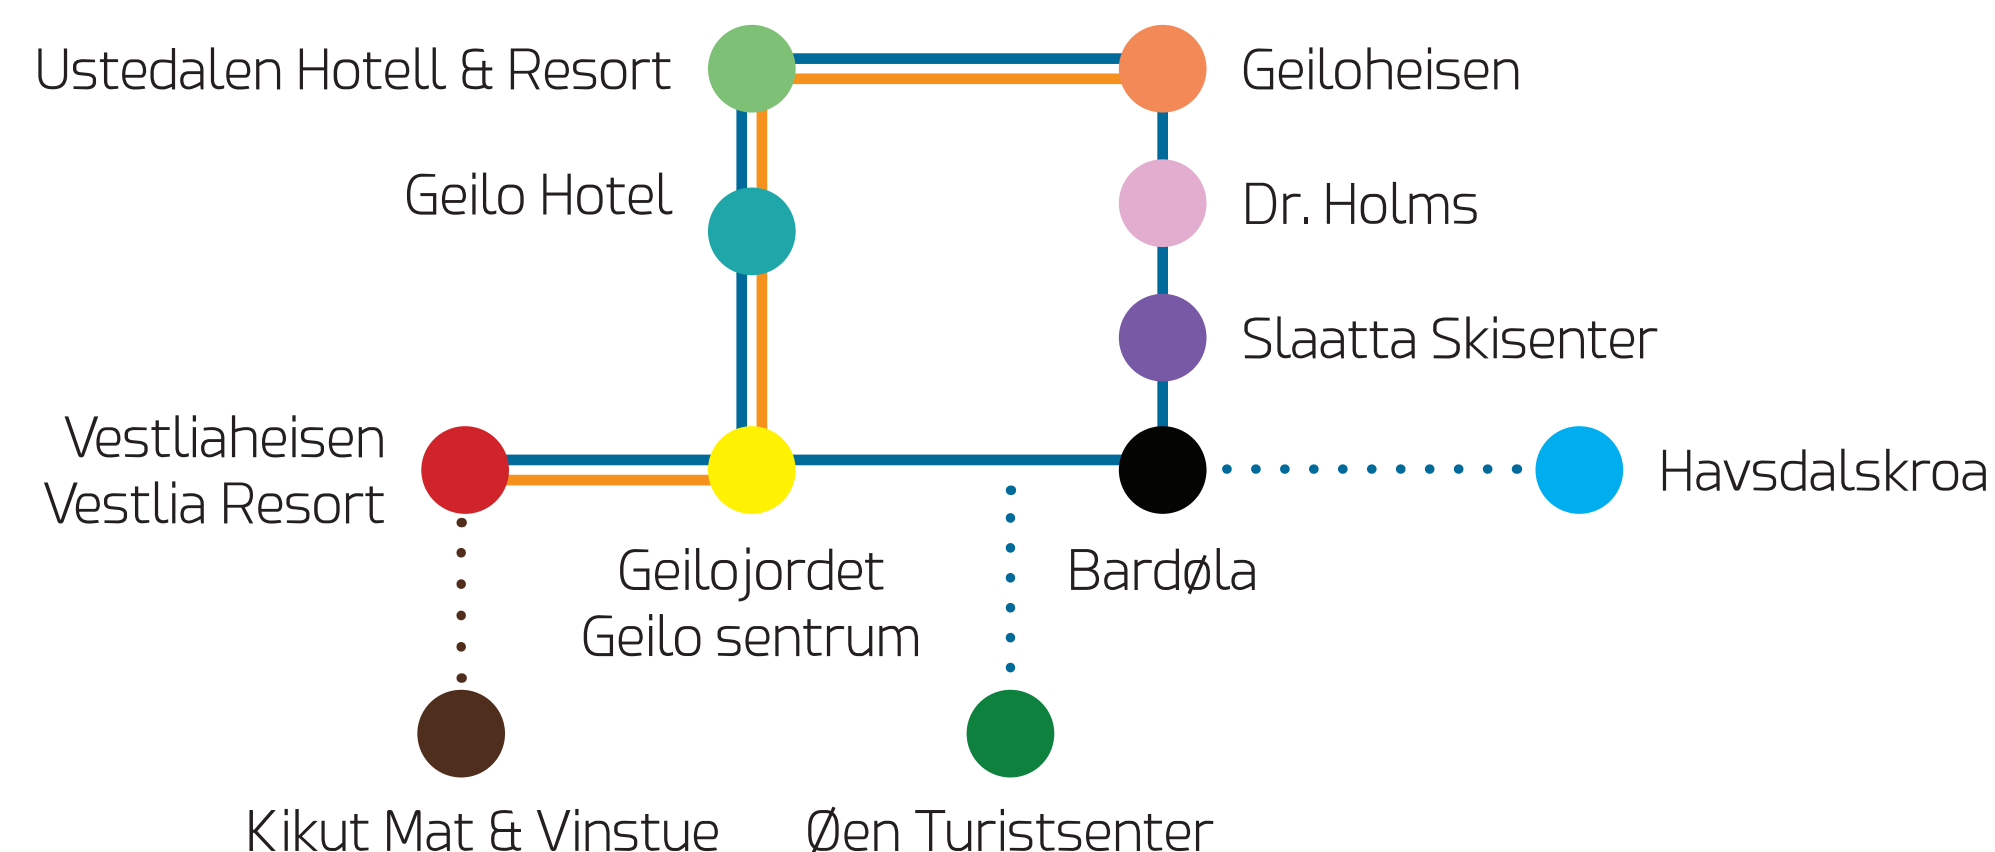 Ustedalen Hotell & Resort
Geiloheisen
Geilo Hotel
Dr. Holms
Slaatta Skisenter
Vestliaheisen
Vestlia Resort
Havsdalskroa
Geilojordet
Geilo sentrum
Bardøla
Kikut Mat & Vinstue
Øen Turistsenter